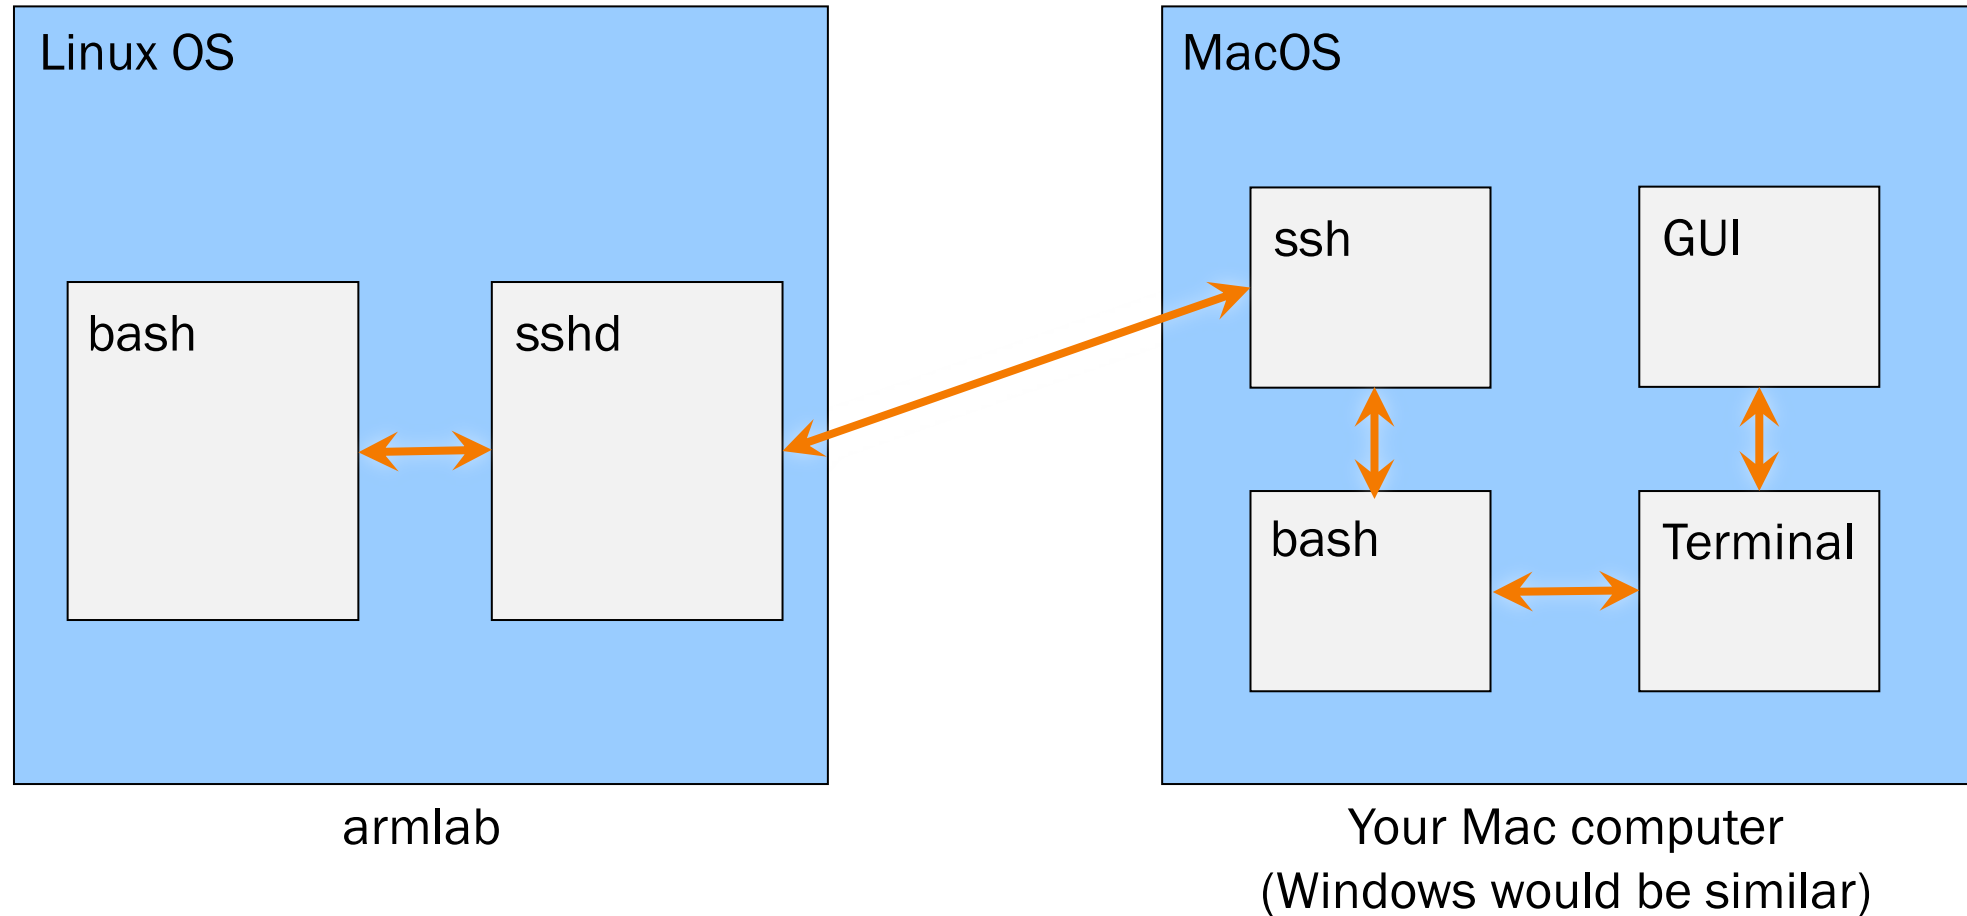 Linux OS
bash
sshd
armlab
MacOS
ssh
GUI
bash
Terminal
Your Mac computer
(Windows would be similar)